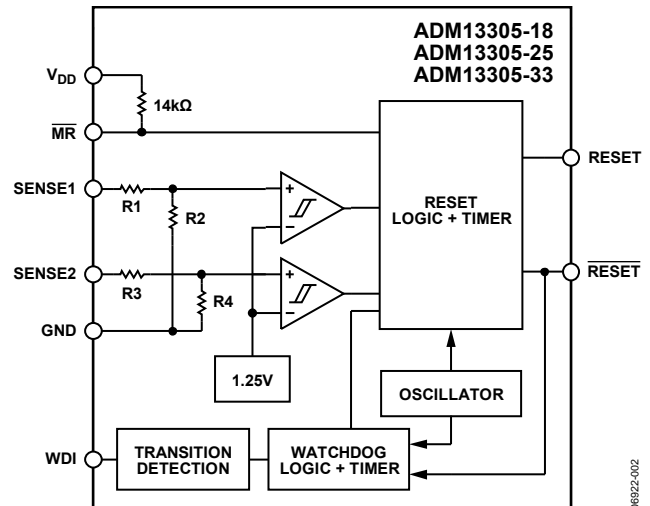 ADM13305-18
ADM13305-25
ADM13305-33
VDD
14kΩ
MR
SENSE1
R1
R2
+
–
RESET
LOGIC + TIMER
RESET
SENSE2
R3
R4
+
–
RESET
GND
1.25V
OSCILLATOR
WDI
TRANSITION
DETECTION
WATCHDOG
LOGIC + TIMER
06922-002